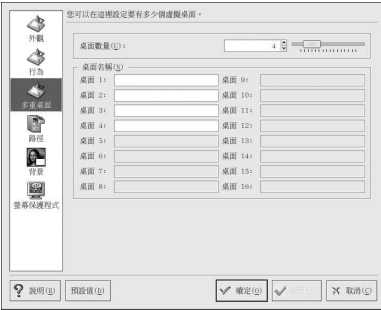 您可以在這裡設定要有多少個虛擬桌面。
外觀
行為
多重桌面
路徑
背景
螢幕保護程式
桌面數量(U): 4
桌面名稱(N)
桌面 1: 桌面 9:
桌面 2: 桌面 10:
桌面 3: 桌面 11:
桌面 4: 桌面 12:
桌面 5: 桌面 13:
桌面 6: 桌面 14:
桌面 7: 桌面 15:
桌面 8: 桌面 16:
說明(H) 預設值(D) 確定(O) 取消(C)